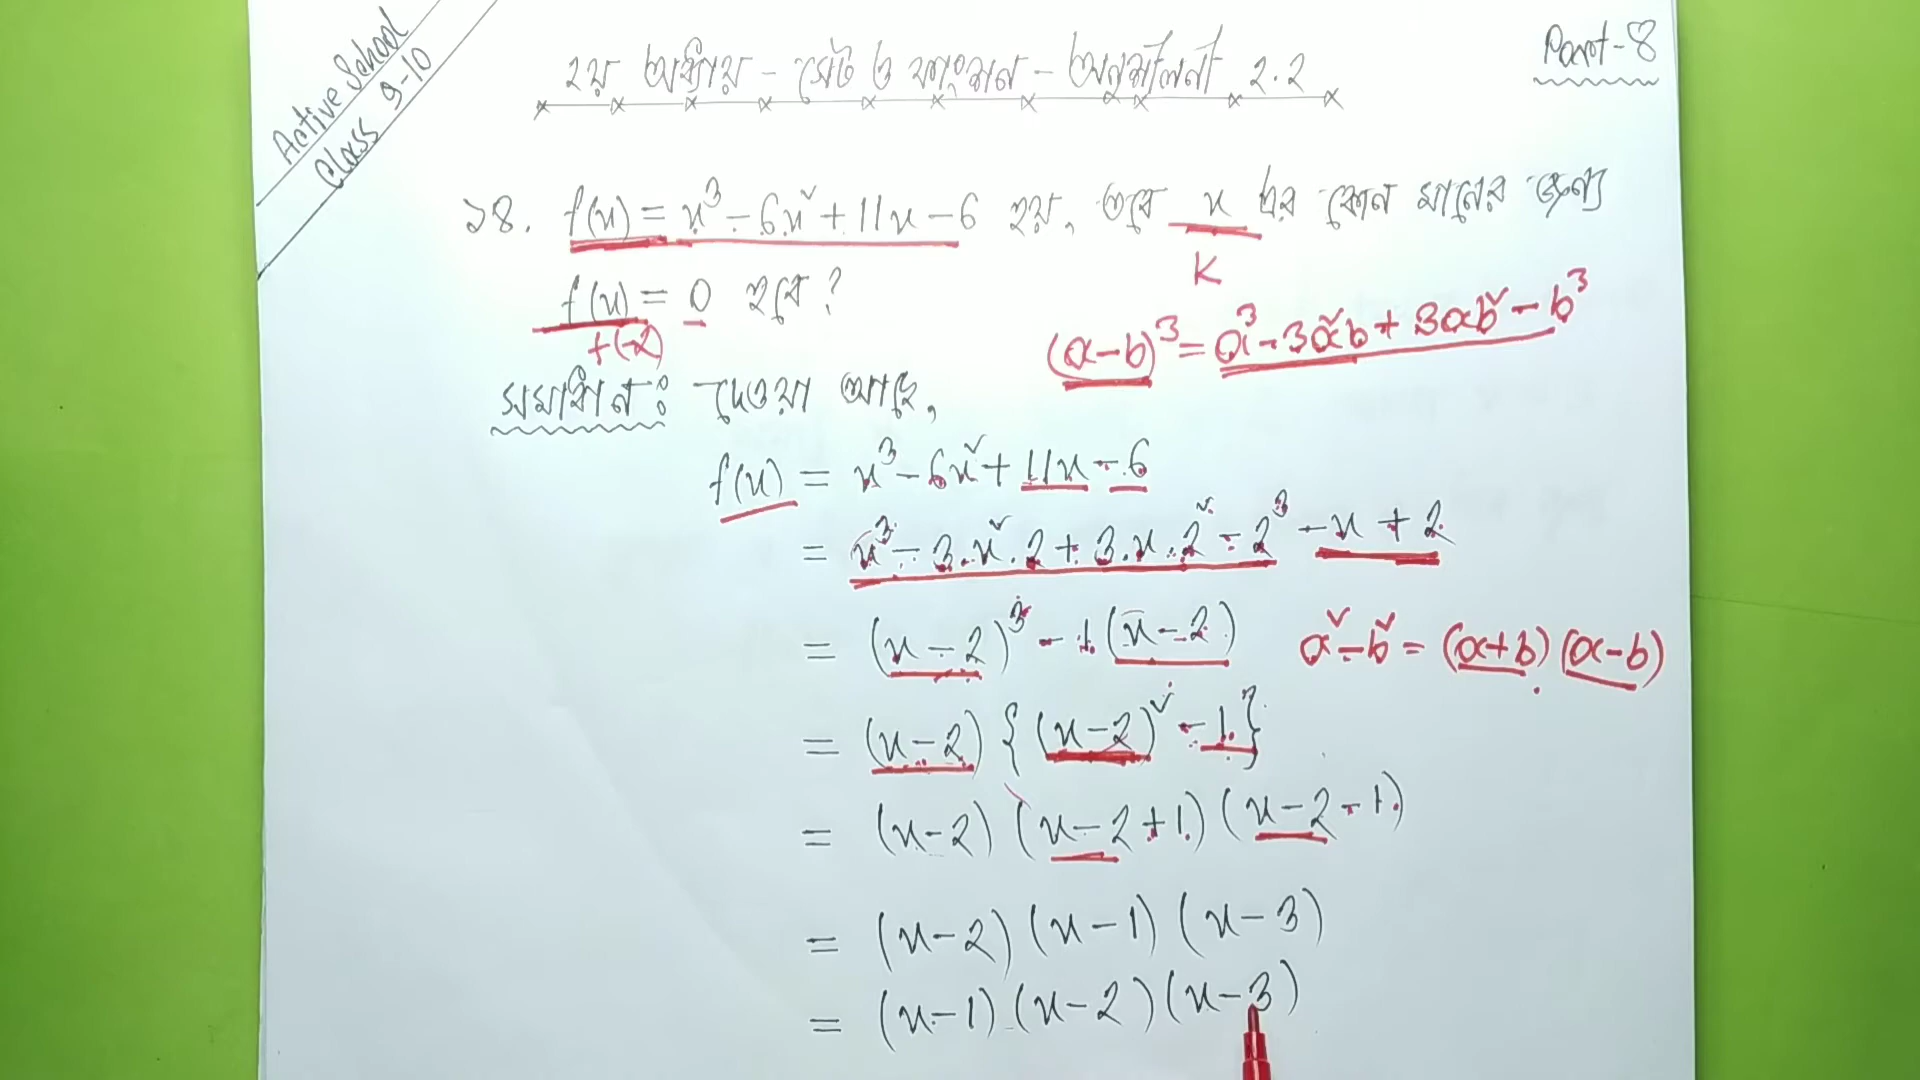 Active School
Class 9-10
২য় অধ্যায় - সেট ও ফাংশন - অনুশীলনী ২.২
Part-8
১৪. f(x) = x³ - 6x² + 11x - 6 হয়, তবে x এর কোন মানের জন্য
K
f(x) = 0 হবে?
+(-2)
(a-b)³ = a³ - 3a²b + 3ab² - b³
সমাধান: দেওয়া আছে,
f(x) = x³ - 6x² + 11x - 6
= x³ - 3.x².2 + 3.x.2² - 2³ - x + 2
= (x-2)³ - 1(x-2)
a² - b² = (a+b)(a-b)
= (x-2){(x-2)² - 1}
= (x-2)(x-2+1)(x-2-1)
= (x-2)(x-1)(x-3)
= (x-1)(x-2)(x-3)